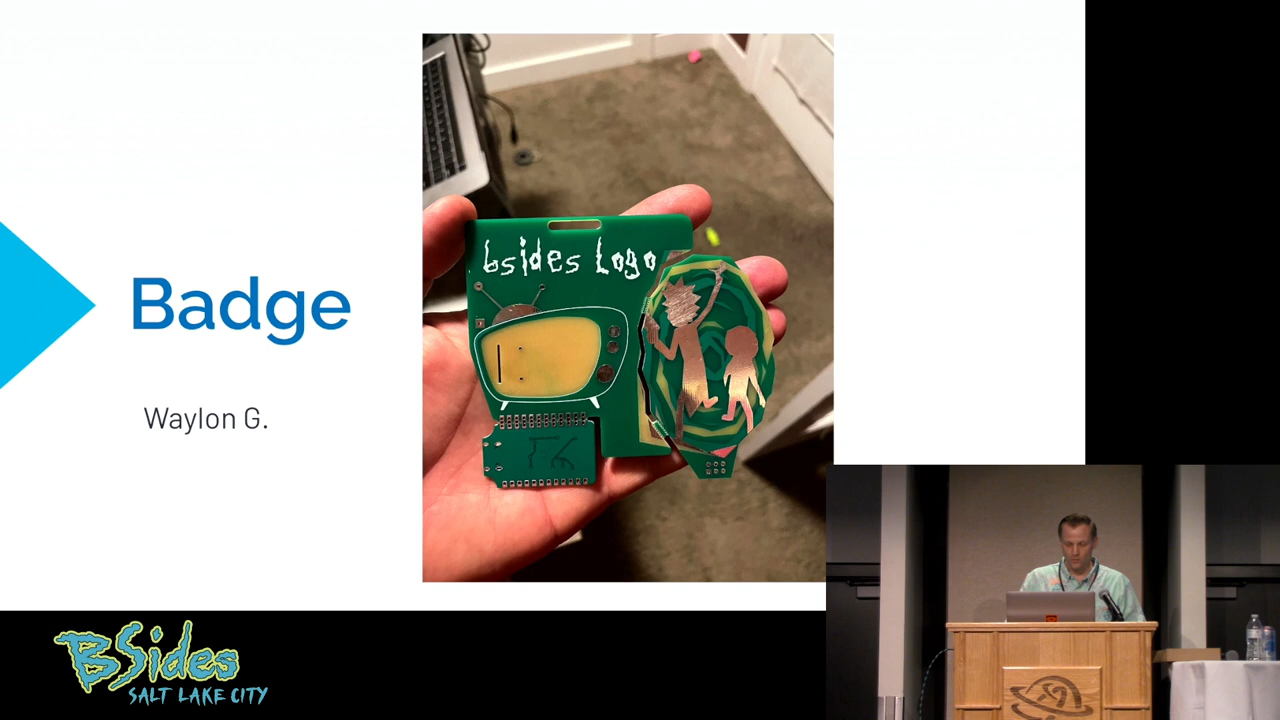 bsides Logo
Badge
Waylon G.
BSides
SALT LAKE CITY